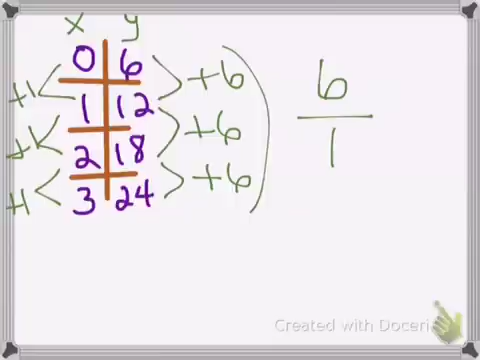 x y
0 6
+1 +6
1 12 6
+1 +6 1
2 18
+1 +6
3 24
Created with Doceri